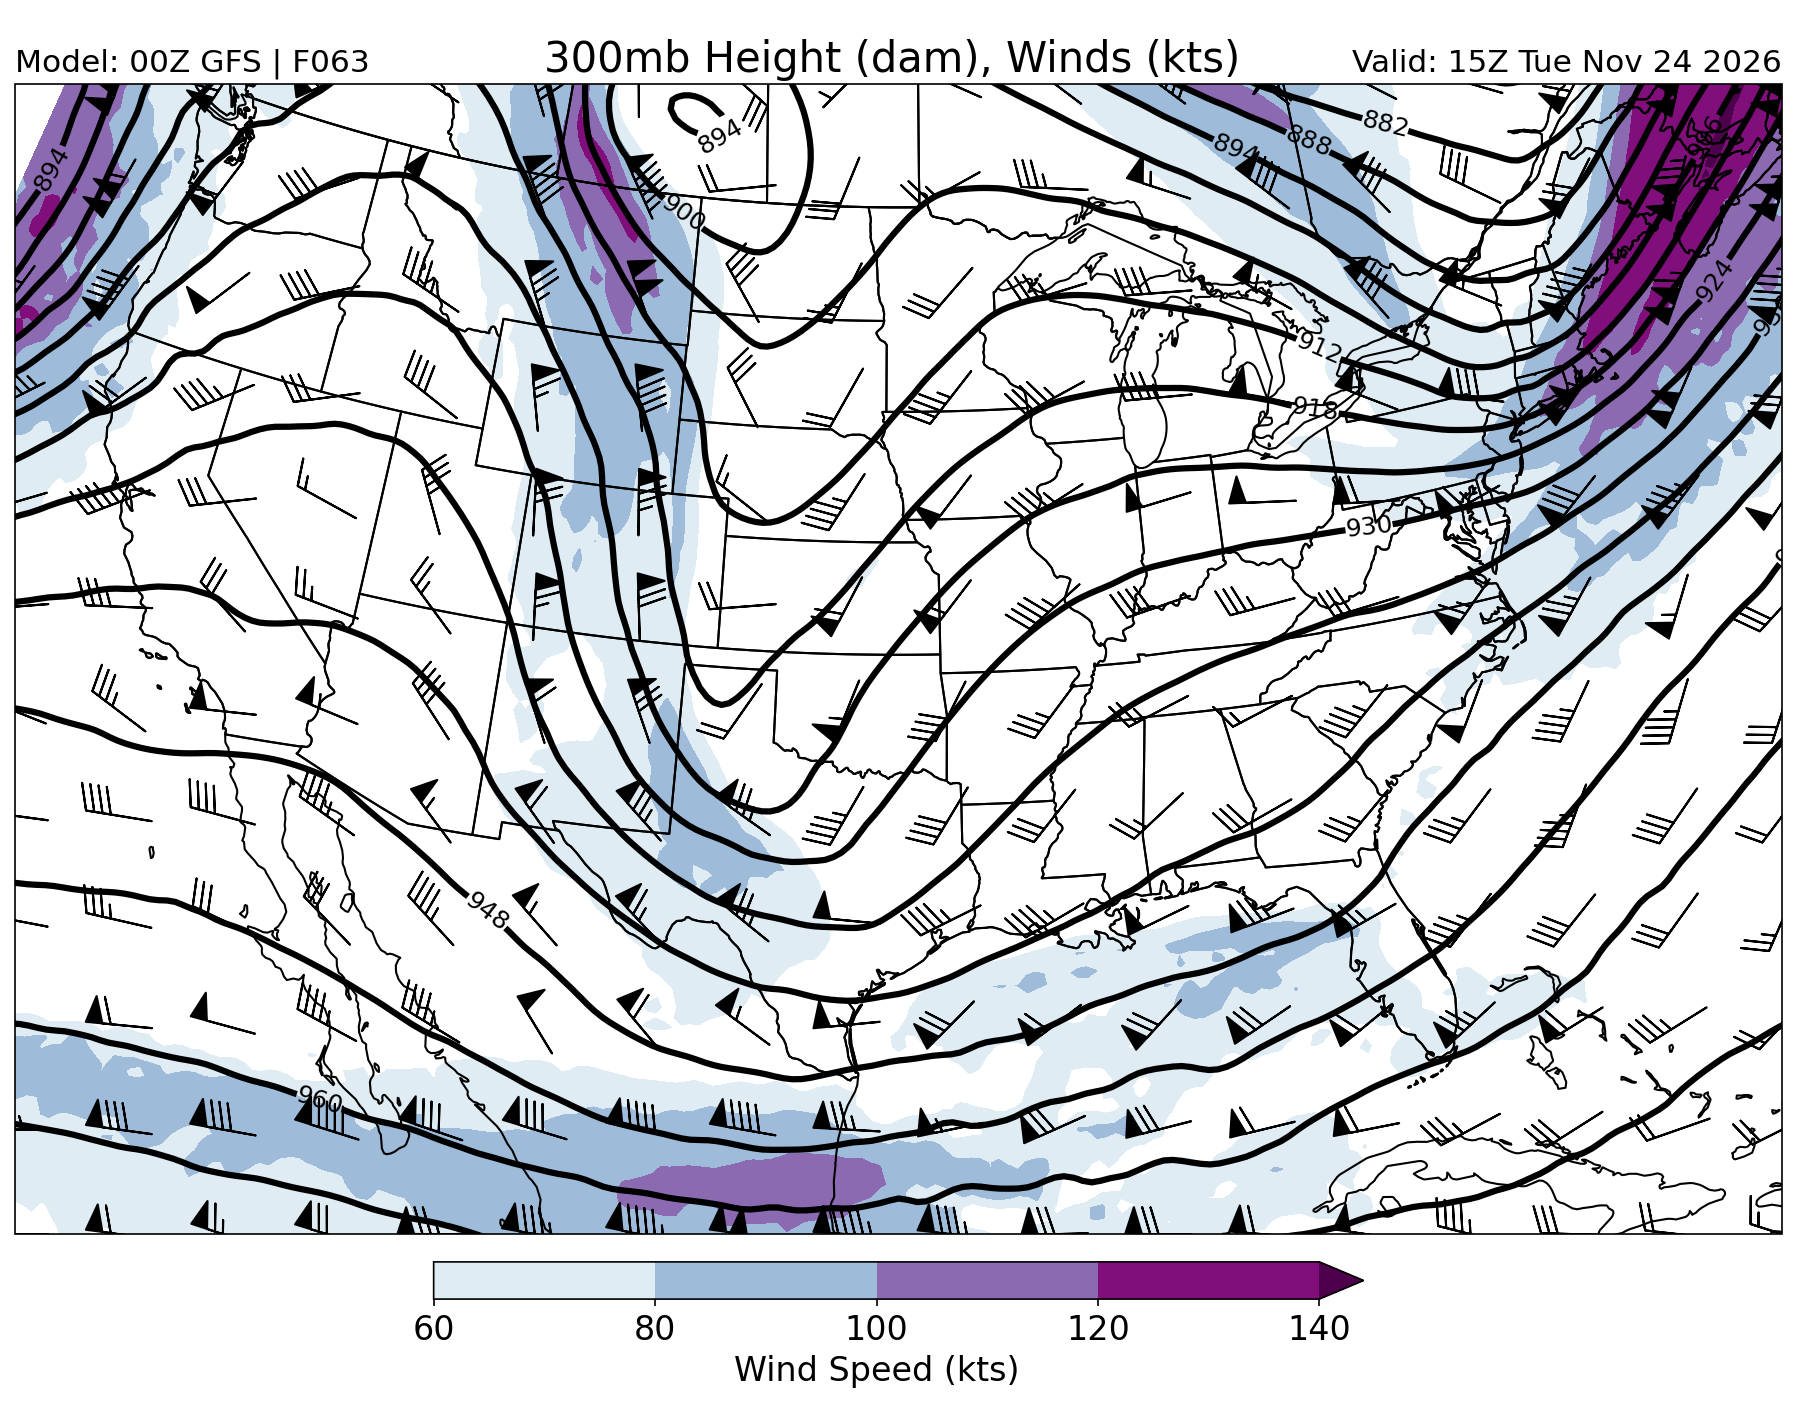 Model: 00Z GFS | F063
300mb Height (dam), Winds (kts)
Valid: 15Z Tue Nov 24 2026
894
894
900
894
888
882
924
912
918
930
948
960
60 80 100 120 140
Wind Speed (kts)